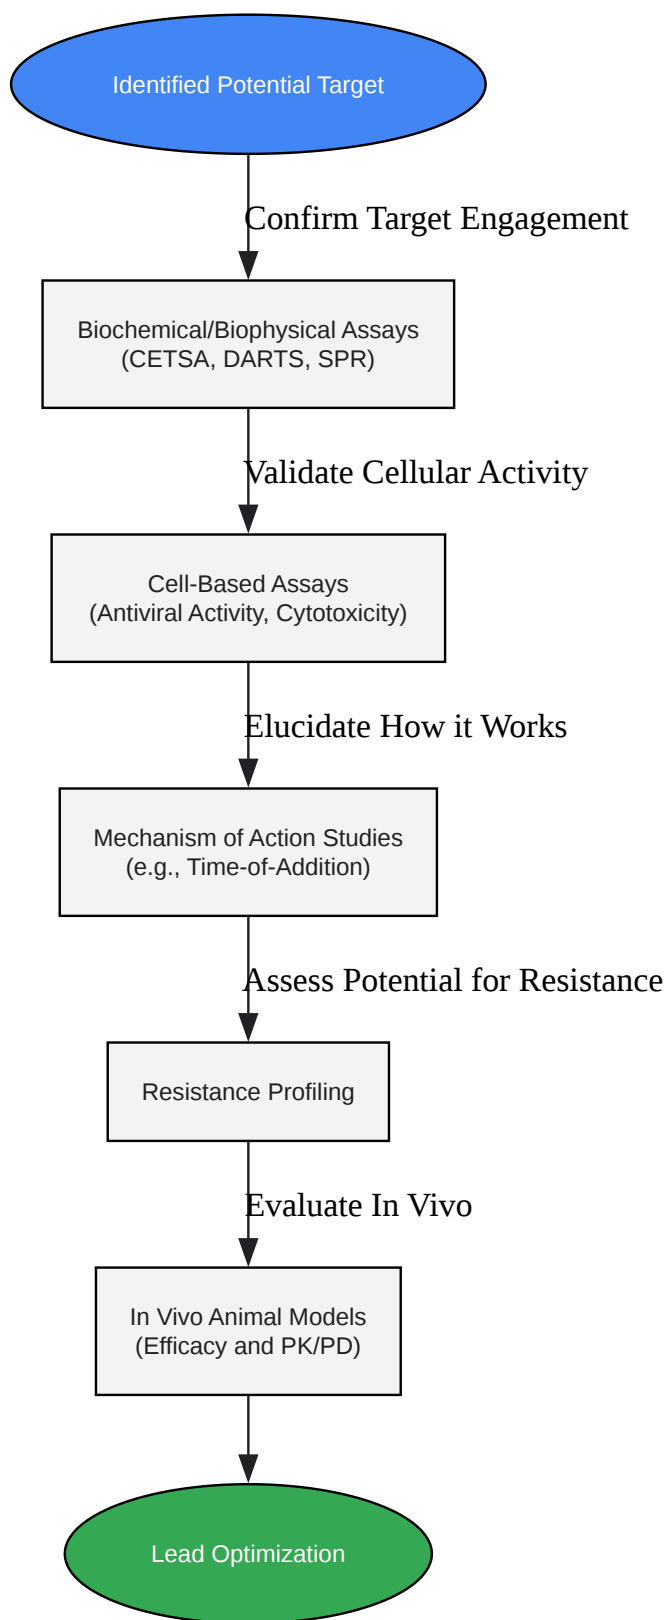 Identified Potential Target
Confirm Target Engagement
Biochemical/Biophysical Assays
(CETSA, DARTS, SPR)
Validate Cellular Activity
Cell-Based Assays
(Antiviral Activity, Cytotoxicity)
Elucidate How it Works
Mechanism of Action Studies
(e.g., Time-of-Addition)
Assess Potential for Resistance
Resistance Profiling
Evaluate In Vivo
In Vivo Animal Models
(Efficacy and PK/PD)
Lead Optimization